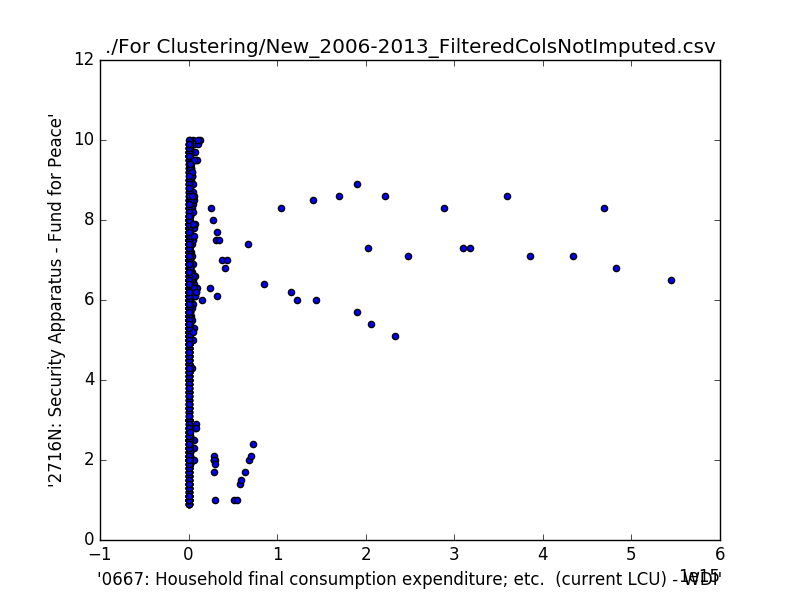 ./For Clustering/New_2006-2013_FilteredColsNotImputed.csv
12
10
8
6
4
2
0
'2716N: Security Apparatus - Fund for Peace'
−1 0 1 2 3 4 5 6
1e15
'0667: Household final consumption expenditure; etc. (current LCU) - WDI'